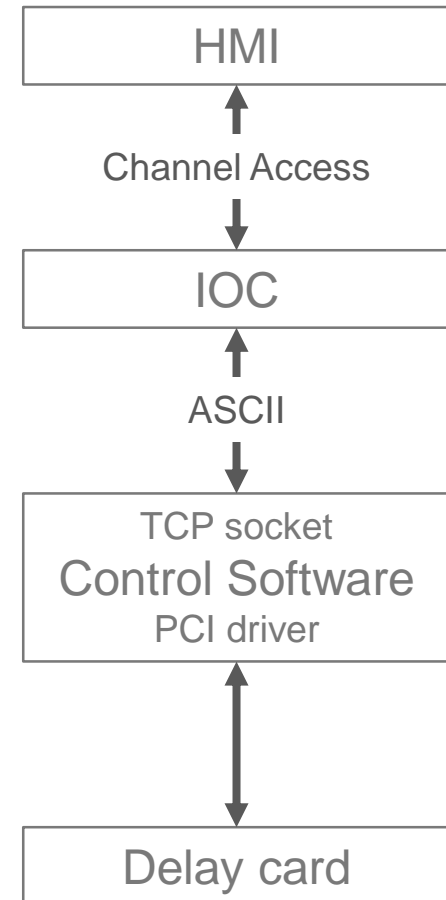 HMI
Channel Access
IOC
ASCII
TCP socket
Control Software
PCI driver
Delay card